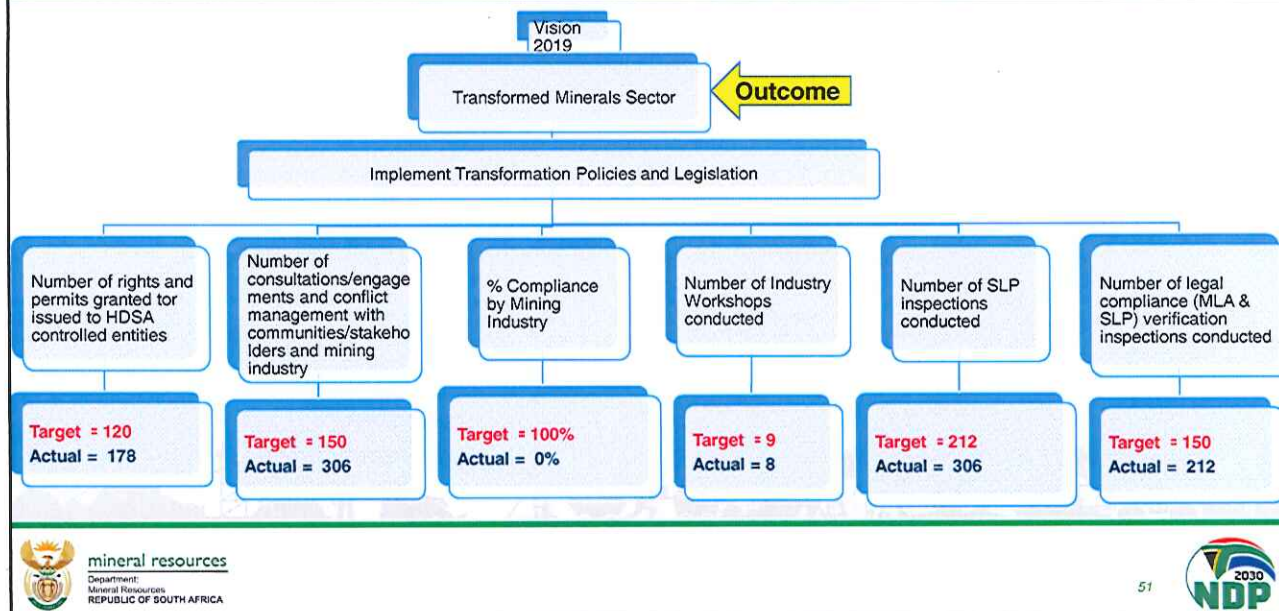 Vision
2019
Transformed Minerals Sector
Outcome
Implement Transformation Policies and Legislation
Number of rights and
permits granted tor
issued to HDSA
controlled entities
Number of
consultations/engage
ments and conflict
management with
communities/stakeho
lders and mining
industry
% Compliance
by Mining
Industry
Number of Industry
Workshops
conducted
Number of SLP
inspections
conducted
Number of legal
compliance (MLA &
SLP) verification
inspections conducted
Target = 120
Actual = 178
Target = 150
Actual = 306
Target = 100%
Actual = 0%
Target = 9
Actual = 8
Target = 212
Actual = 306
Target = 150
Actual = 212
mineral resources
Department:
Mineral Resources
REPUBLIC OF SOUTH AFRICA
51
2030
NDP